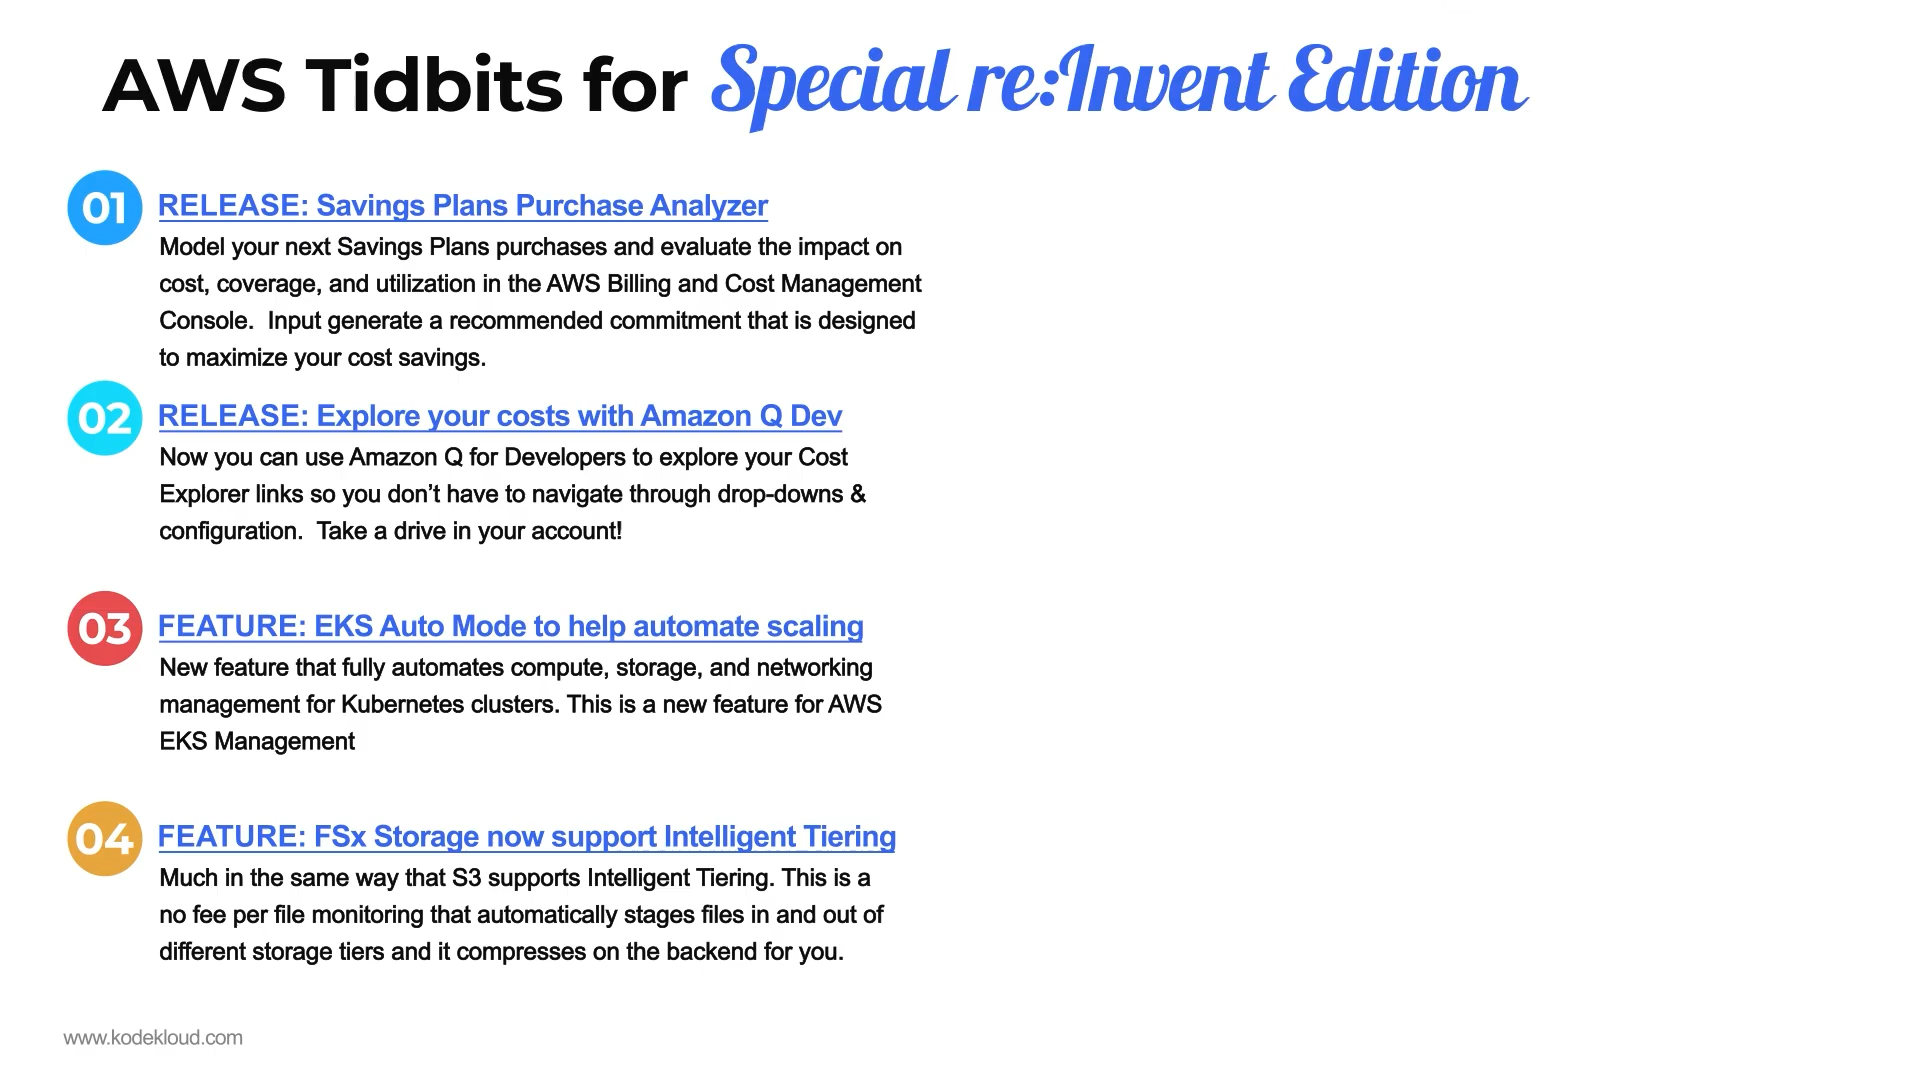 AWS Tidbits for Special re:Invent Edition
01
RELEASE: Savings Plans Purchase Analyzer
Model your next Savings Plans purchases and evaluate the impact on
cost, coverage, and utilization in the AWS Billing and Cost Management
Console.  Input generate a recommended commitment that is designed
to maximize your cost savings.
02
RELEASE: Explore your costs with Amazon Q Dev
Now you can use Amazon Q for Developers to explore your Cost
Explorer links so you don’t have to navigate through drop-downs &
configuration.  Take a drive in your account!
03
FEATURE: EKS Auto Mode to help automate scaling
New feature that fully automates compute, storage, and networking
management for Kubernetes clusters. This is a new feature for AWS
EKS Management
04
FEATURE: FSx Storage now support Intelligent Tiering
Much in the same way that S3 supports Intelligent Tiering. This is a
no fee per file monitoring that automatically stages files in and out of
different storage tiers and it compresses on the backend for you.
www.kodekloud.com